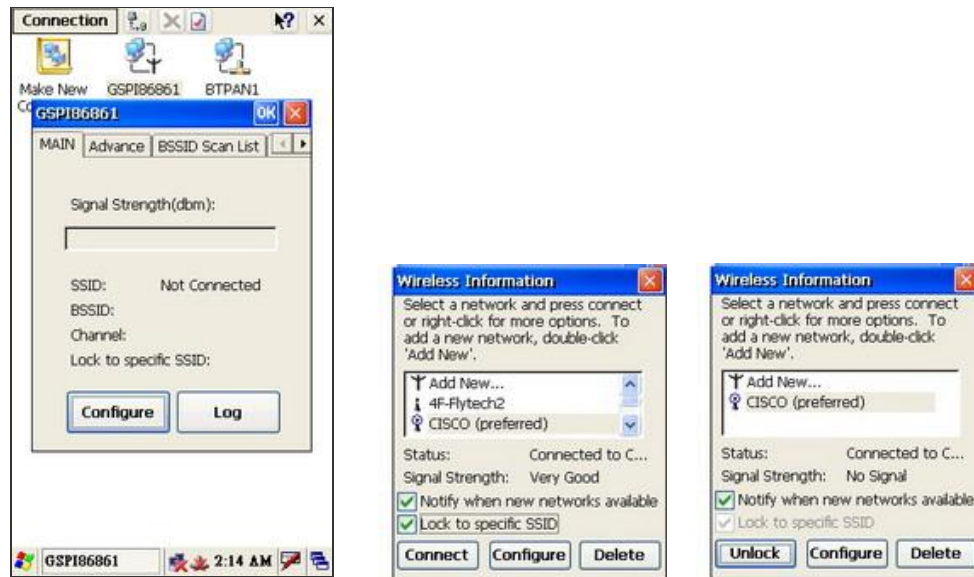 Connection
Make New
GSPI86861
BTPAN1
GSPI86861
OK
MAIN
Advance
BSSID Scan List
Signal Strength(dbm):
SSID: Not Connected
BSSID:
Channel:
Lock to specific SSID:
Configure
Log
GSPI86861
2:14 AM
Wireless Information
Select a network and press connect
or right-click for more options. To
add a new network, double-click
'Add New'.
Add New...
4F-Flytech2
CISCO (preferred)
Status: Connected to C...
Signal Strength: Very Good
Notify when new networks available
Lock to specific SSID
Connect
Configure
Delete
Wireless Information
Select a network and press connect
or right-click for more options. To
add a new network, double-click
'Add New'.
Add New...
CISCO (preferred)
Status: Connected to C...
Signal Strength: No Signal
Notify when new networks available
Lock to specific SSID
Unlock
Configure
Delete